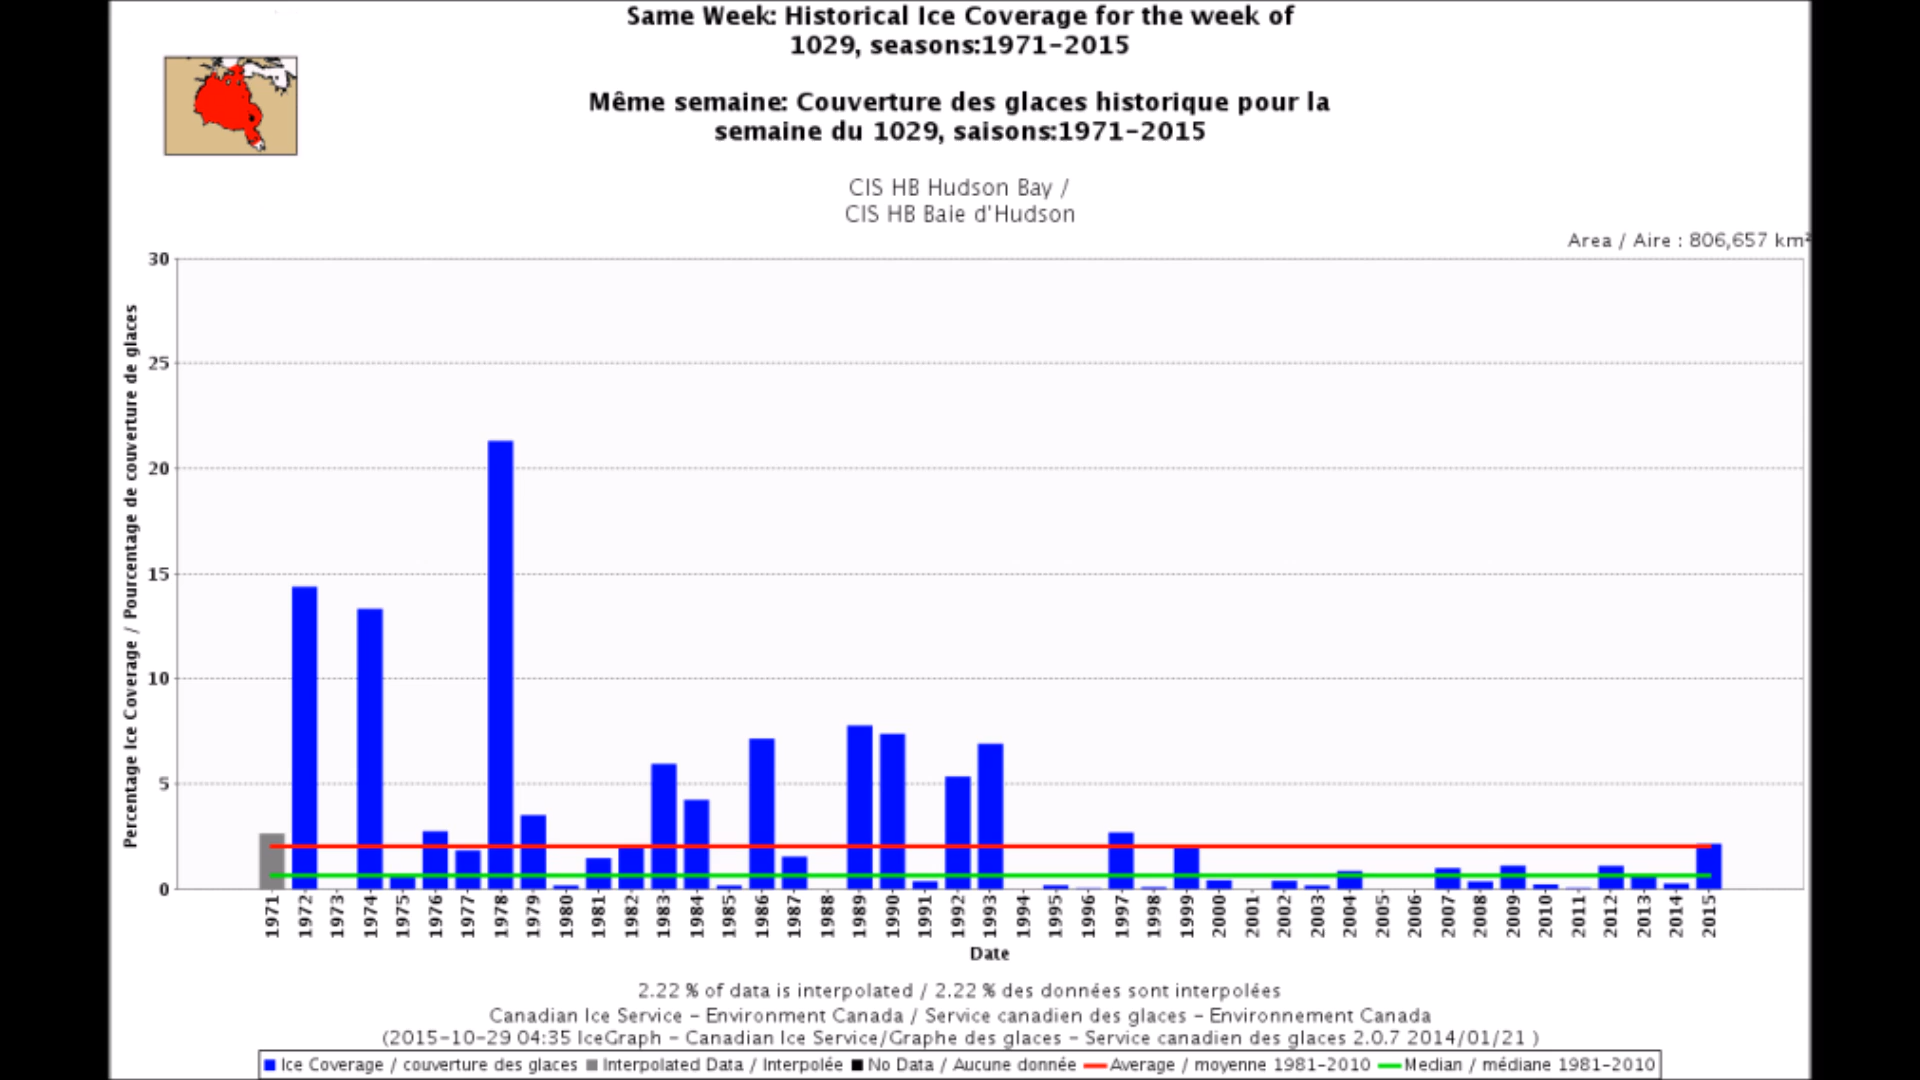 Same Week: Historical Ice Coverage for the week of
1029, seasons:1971-2015
Même semaine: Couverture des glaces historique pour la
semaine du 1029, saisons:1971-2015
CIS HB Hudson Bay /
CIS HB Baie d'Hudson
Area / Aire : 806,657 km²
Percentage Ice Coverage / Pourcentage de couverture de glaces
30
25
20
15
10
5
0
1971 1972 1973 1974 1975 1976 1977 1978 1979 1980 1981 1982 1983 1984 1985 1986 1987 1988 1989 1990 1991 1992 1993 1994 1995 1996 1997 1998 1999 2000 2001 2002 2003 2004 2005 2006 2007 2008 2009 2010 2011 2012 2013 2014 2015
Date
2.22 % of data is interpolated / 2.22 % des données sont interpolées
Canadian Ice Service - Environment Canada / Service canadien des glaces - Environnement Canada
(2015-10-29 04:35 IceGraph - Canadian Ice Service/Graphe des glaces - Service canadien des glaces 2.0.7 2014/01/21 )
Ice Coverage / couverture des glaces Interpolated Data / Interpolée No Data / Aucune donnée Average / moyenne 1981-2010 Median / médiane 1981-2010